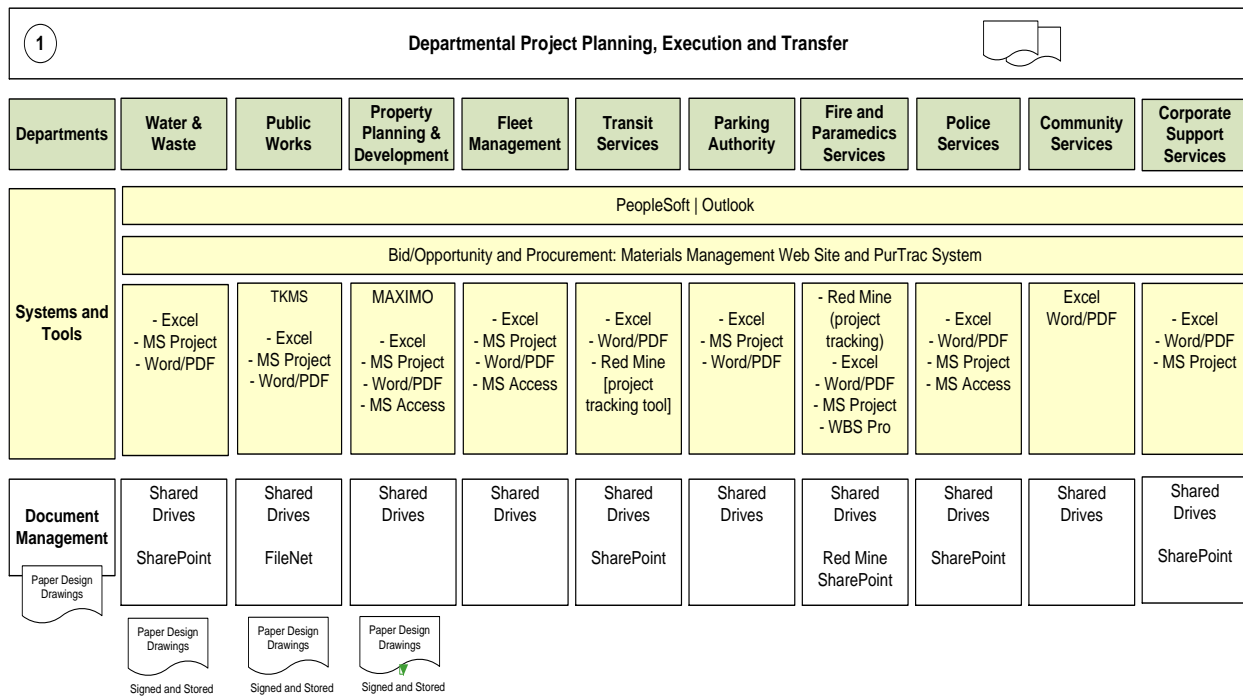 1
Departmental Project Planning, Execution and Transfer
Departments
Water &
Waste
Public
Works
Property
Planning &
Development
Fleet
Management
Transit
Services
Parking
Authority
Fire and
Paramedics
Services
Police
Services
Community
Services
Corporate
Support
Services
Systems and
Tools
PeopleSoft | Outlook
Bid/Opportunity and Procurement: Materials Management Web Site and PurTrac System
- Excel
- MS Project
- Word/PDF
TKMS
- Excel
- MS Project
- Word/PDF
MAXIMO
- Excel
- MS Project
- Word/PDF
- MS Access
- Excel
- MS Project
- Word/PDF
- MS Access
- Excel
- Word/PDF
- Red Mine
[project
tracking tool]
- Excel
- MS Project
- Word/PDF
- Red Mine
(project
tracking)
- Excel
- Word/PDF
- MS Project
- WBS Pro
- Excel
- Word/PDF
- MS Project
- MS Access
Excel
Word/PDF
- Excel
- Word/PDF
- MS Project
Document
Management
Paper Design
Drawings
Shared
Drives
SharePoint
Shared
Drives
FileNet
Shared
Drives
Shared
Drives
Shared
Drives
SharePoint
Shared
Drives
Shared
Drives
Red Mine
SharePoint
Shared
Drives
SharePoint
Shared
Drives
Shared
Drives
SharePoint
Paper Design
Drawings
Signed and Stored
Paper Design
Drawings
Signed and Stored
Paper Design
Drawings
Signed and Stored